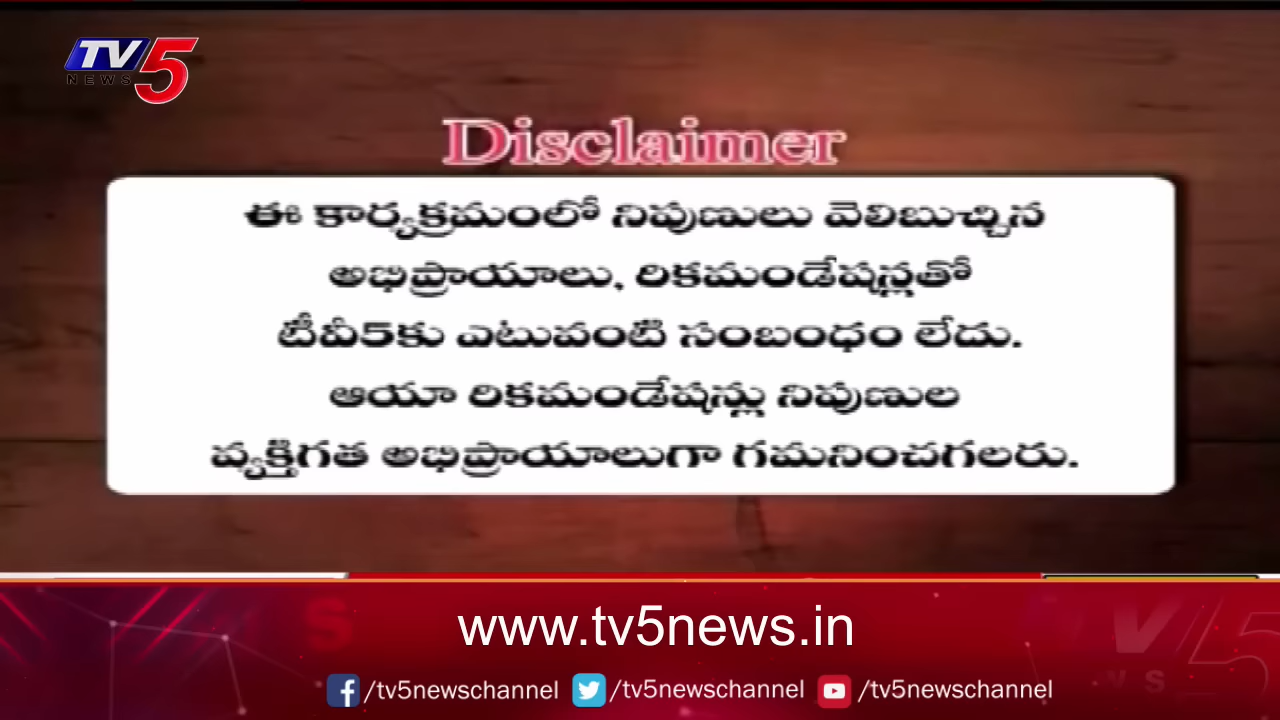 TV5
NEWS
Disclaimer
ఈ కార్యక్రమంలో నిపుణులు వెలిబుచ్చిన
అభిప్రాయాలు, రికమండేషన్లతో
టీవీ5కు ఎటువంటి సంబంధం లేదు.
ఆయా రికమండేషన్లు నిపుణుల
వ్యక్తిగత అభిప్రాయాలుగా గమనించగలరు.
www.tv5news.in
/tv5newschannel /tv5newschannel /tv5newschannel